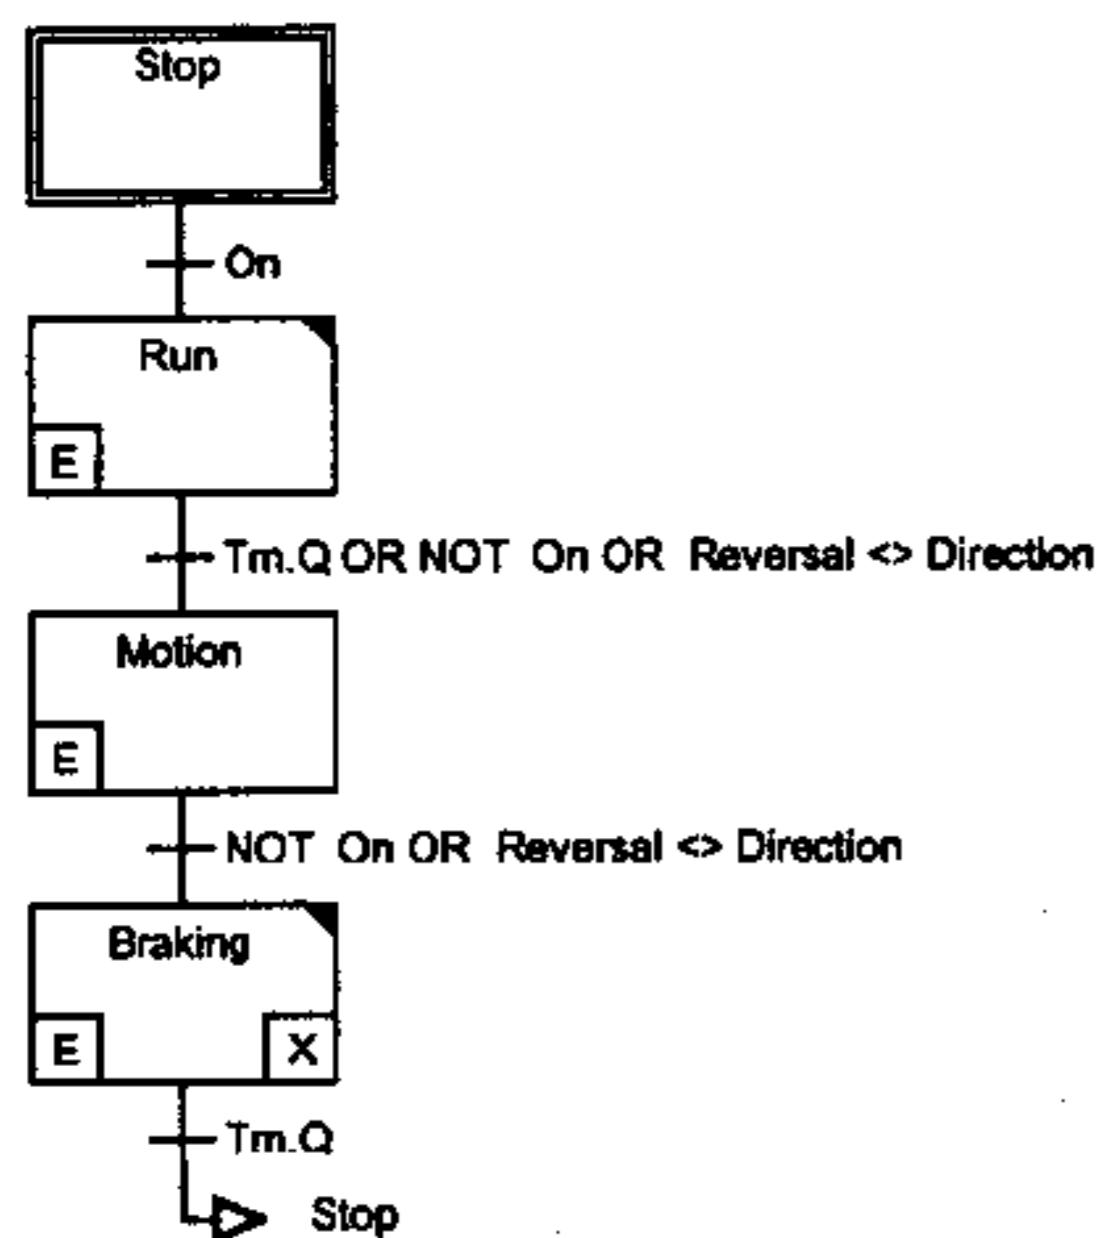 Stop
On
Run
E
Tm.Q OR NOT On OR Reversal <> Direction
Motion
E
NOT On OR Reversal <> Direction
Braking
E X
Tm.Q
Stop